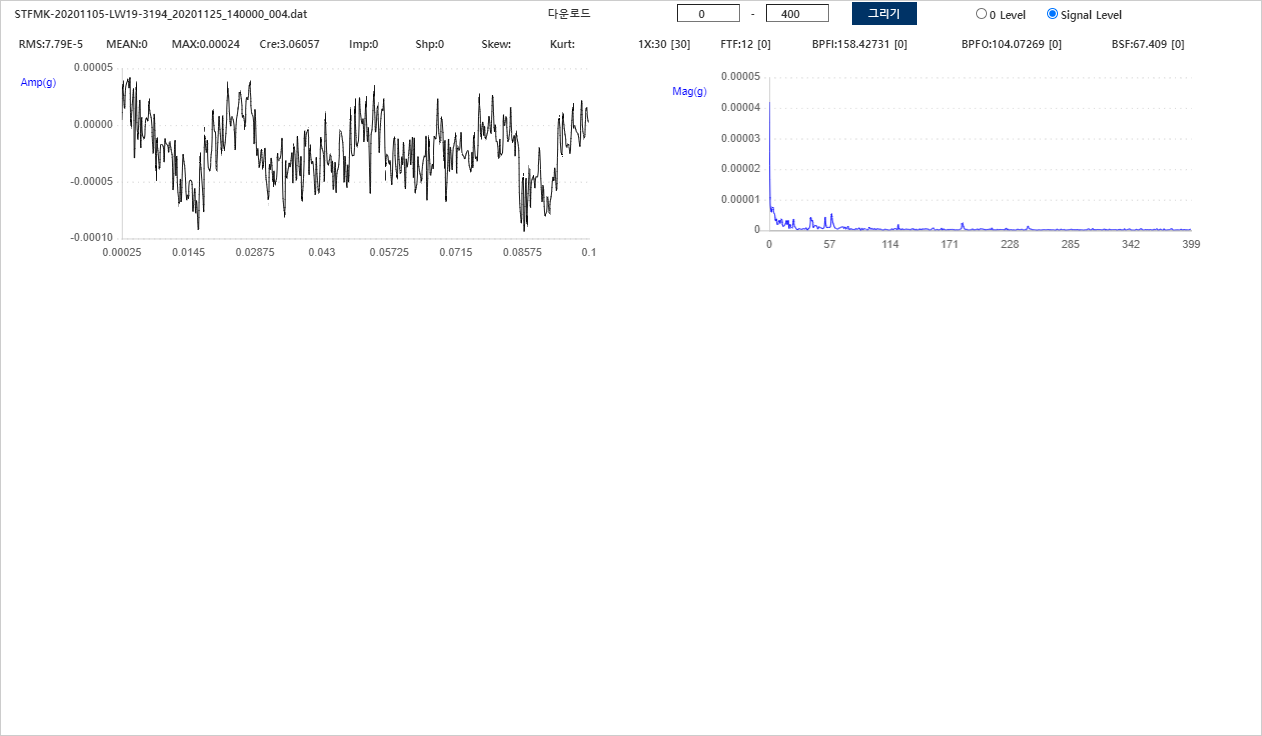 STFMK-20201105-LW19-3194_20201125_140000_004.dat 다운로드 0 - 400 그리기 0 Level Signal Level
RMS:7.79E-5 MEAN:0 MAX:0.00024 Cre:3.06057 Imp:0 Shp:0 Skew: Kurt: 1X:30 [30] FTF:12 [0] BPFI:158.42731 [0] BPFO:104.07269 [0] BSF:67.409 [0]
Amp(g)
0.00005
0.00000
-0.00005
-0.00010
0.00025 0.0145 0.02875 0.043 0.05725 0.0715 0.08575 0.1
Mag(g)
0.00005
0.00004
0.00003
0.00002
0.00001
0
0 57 114 171 228 285 342 399